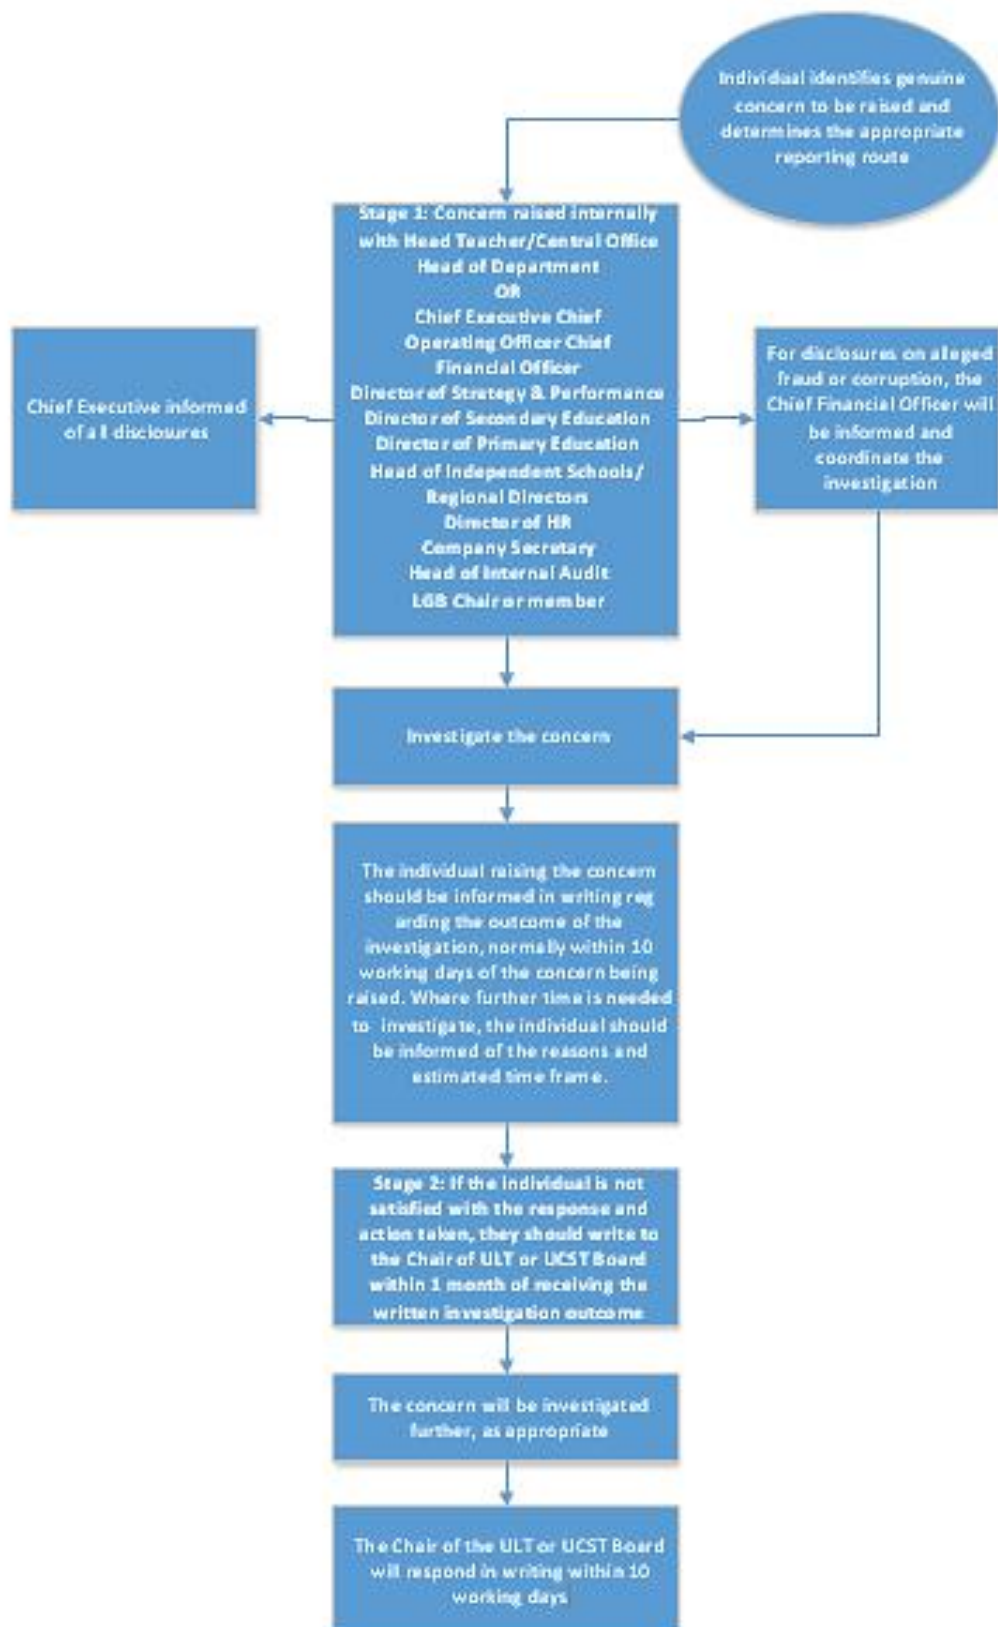 Individual identifies genuine
concern to be raised and
determines the appropriate
reporting route
Stage 1: Concern raised internally
with Head Teacher/Central Office
Head of Department
OR
Chief Executive Chief
Operating Officer Chief
Financial Officer
Director of Strategy & Performance
Director of Secondary Education
Director of Primary Education
Head of Independent Schools/
Regional Directors
Director of HR
Company Secretary
Head of Internal Audit
LGB Chair or member
Chief Executive informed
of all disclosures
For disclosures on alleged
fraud or corruption, the
Chief Financial Officer will
be informed and
coordinate the
investigation
Investigate the concern
The individual raising the concern
should be informed in writing reg
arding the outcome of the
investigation, normally within 10
working days of the concern being
raised. Where further time is needed
to investigate, the individual should
be informed of the reasons and
estimated time frame.
Stage 2: If the individual is not
satisfied with the response and
action taken, they should write to
the Chair of ULT or UCST Board
within 1 month of receiving the
written investigation outcome
The concern will be investigated
further, as appropriate
The Chair of the ULT or UCST Board
will respond in writing within 10
working days